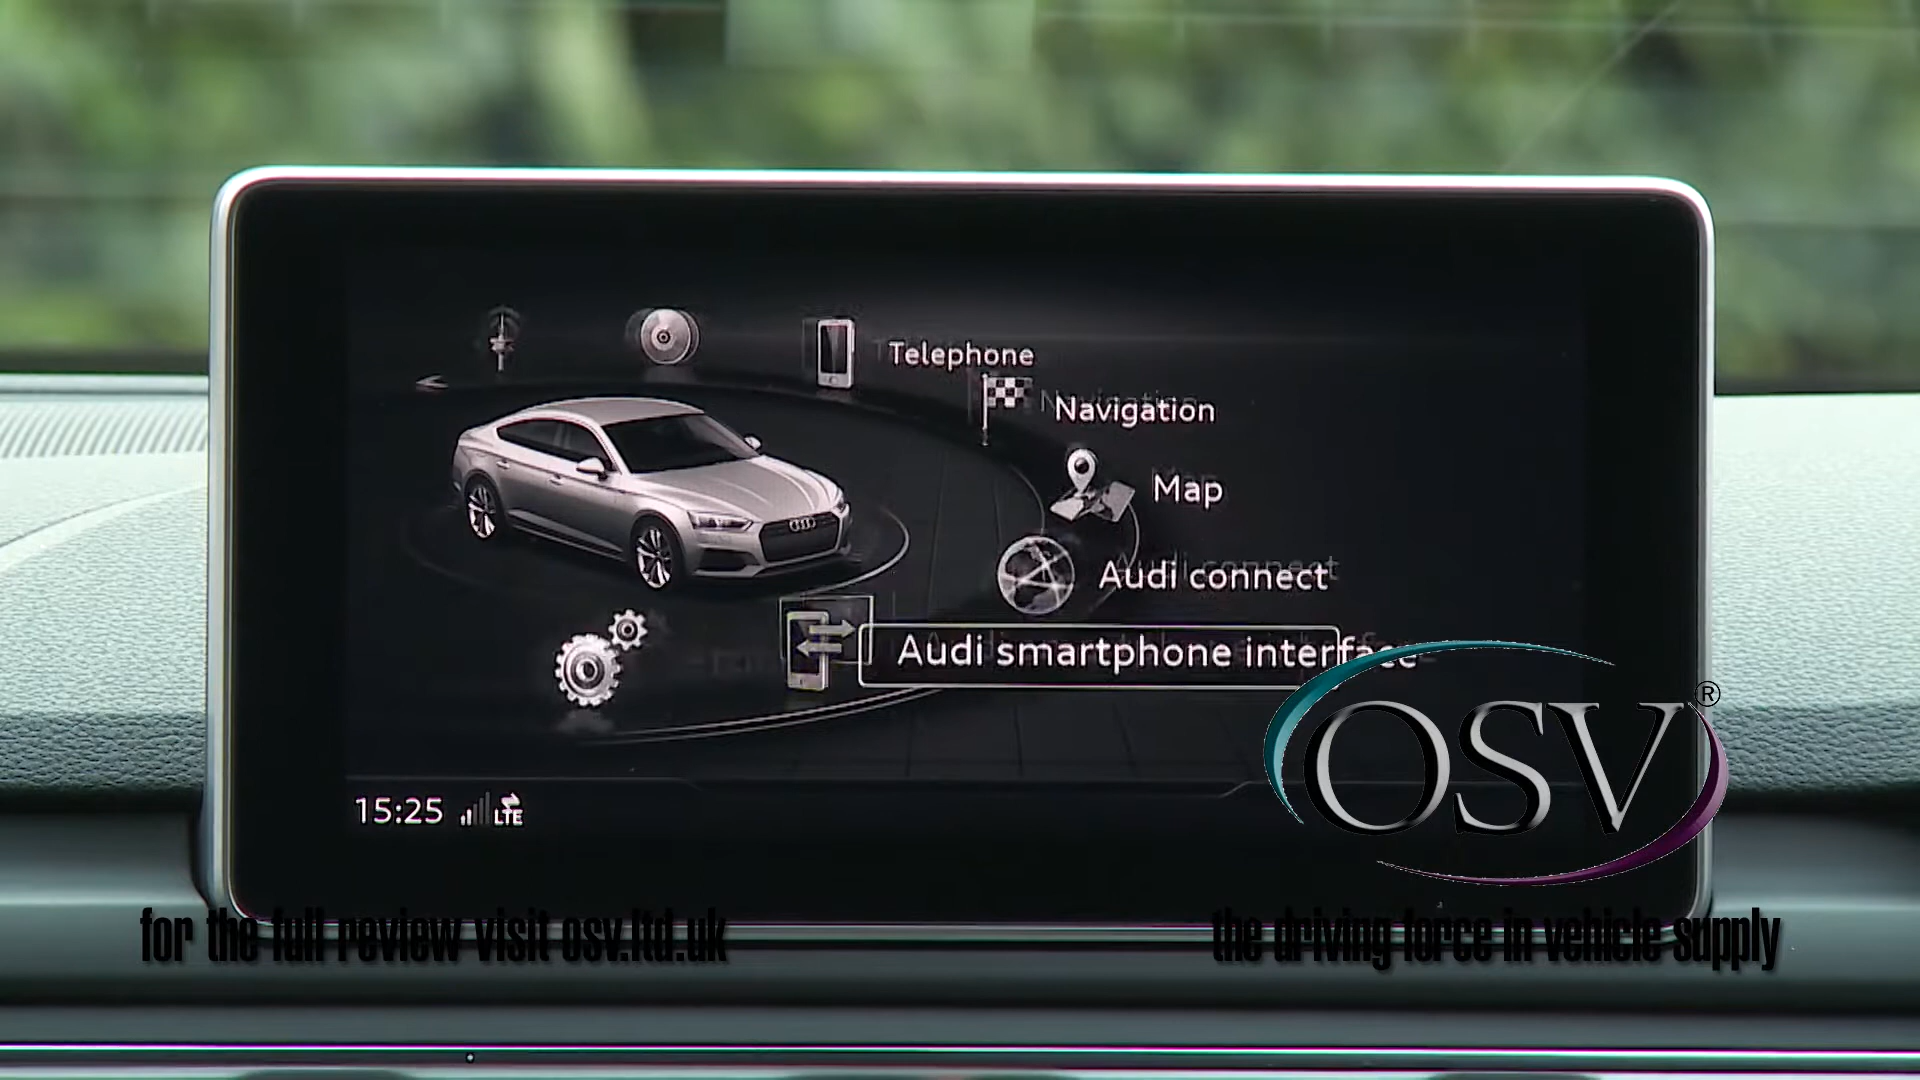 Telephone
Navigation
Map
Audi connect
Audi smartphone interface
OSV®
15:25 LTE
for the full review visit osv.ltd.uk
the driving force in vehicle supply